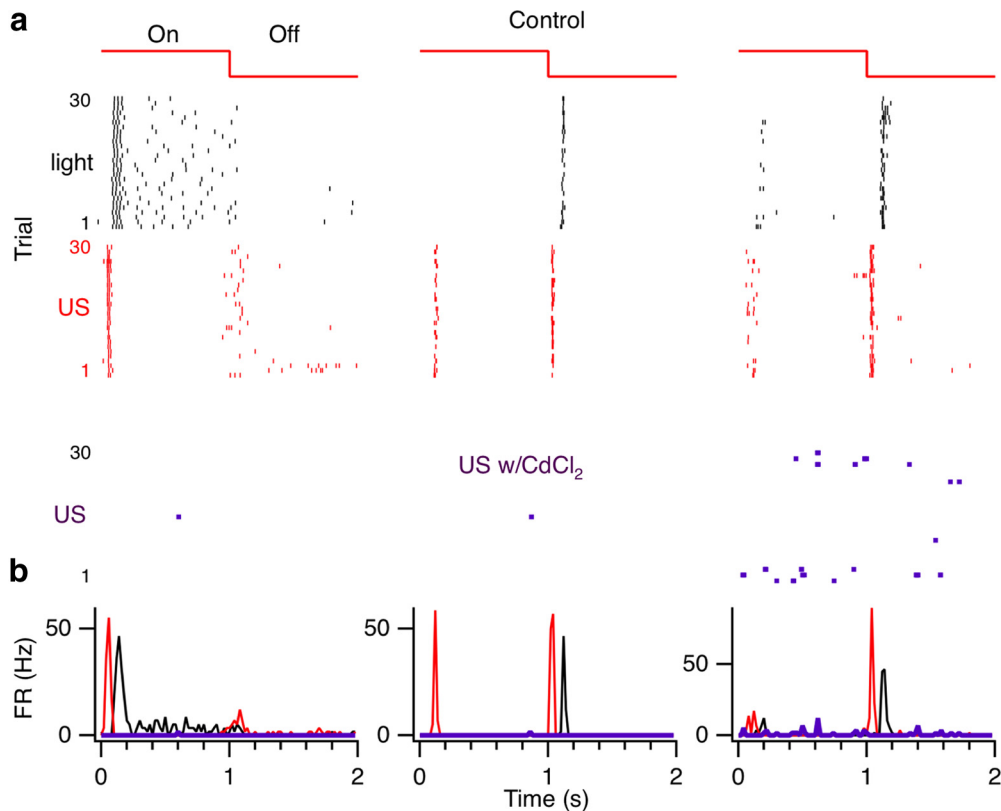 a
On Off
Control
30
light
1
Trial
30
US
1
30
US w/CdCl₂
US
1
b
50
0
FR (Hz)
50
0
50
0
0 1 2
0 1 2
0 1 2
Time (s)